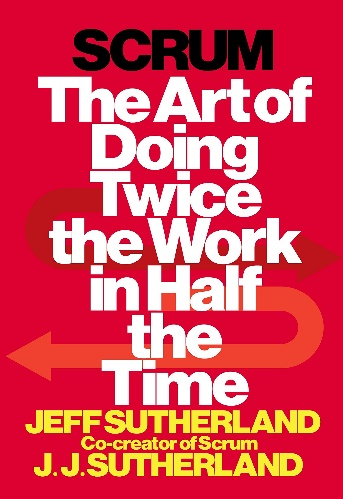 SCRUM
The Art of
Doing
Twice
the Work
in Half
the
Time
JEFF SUTHERLAND
Co-creator of Scrum
J.J. SUTHERLAND